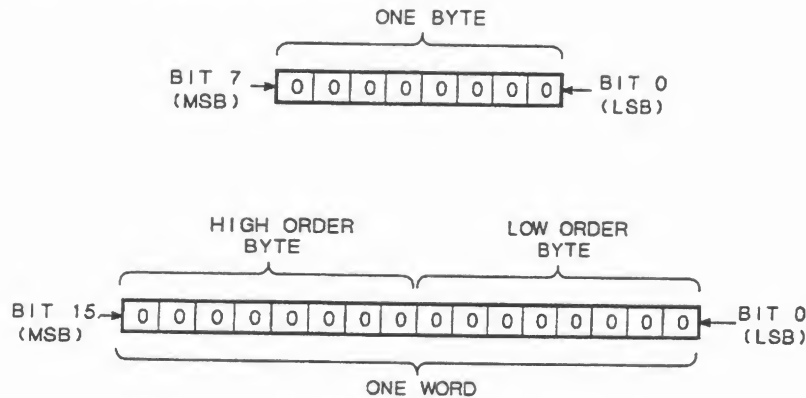 ONE BYTE
BIT 7 (MSB)
0 0 0 0 0 0 0 0
BIT 0 (LSB)
HIGH ORDER BYTE
LOW ORDER BYTE
BIT 15 (MSB)
0 0 0 0 0 0 0 0 0 0 0 0 0 0 0
BIT 0 (LSB)
ONE WORD